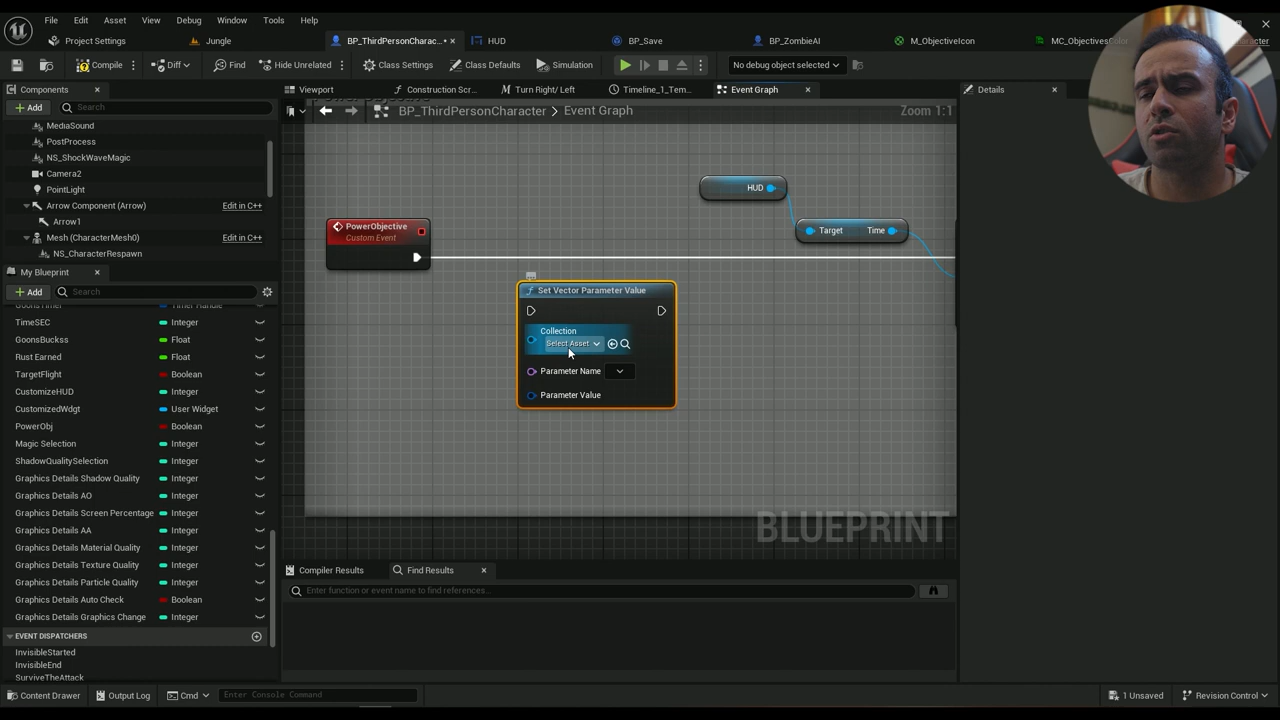 File Edit Asset View Debug Window Tools Help
Project Settings
Jungle
BP_ThirdPersonCharac...•
HUD
BP_Save
BP_ZombieAI
M_ObjectiveIcon
MC_ObjectivesColor
Compile
Diff
Find
Hide Unrelated
Class Settings
Class Defaults
Simulation
No debug object selected
Components
Viewport
Construction Scr...
Turn Right/ Left
Timeline_1_Tem...
Event Graph
Details
Add
Search
BP_ThirdPersonCharacter > Event Graph
Zoom 1:1
MediaSound
PostProcess
NS_ShockWaveMagic
Camera2
PointLight
Arrow Component (Arrow) Edit in C++
Arrow1
Mesh (CharacterMesh0) Edit in C++
NS_CharacterRespawn
HUD
Target Time
PowerObjective
Custom Event
Set Vector Parameter Value
Collection
Select Asset
Parameter Name
Parameter Value
BLUEPRINT
My Blueprint
Add
Search
TimeSEC Integer
GoonsBuckss Float
Rust Earned Float
TargetFlight Boolean
CustomizeHUD Integer
CustomizedWdgt User Widget
PowerObj Boolean
Magic Selection Integer
ShadowQualitySelection Integer
Graphics Details Shadow Quality Integer
Graphics Details AO Integer
Graphics Details Screen Percentage Integer
Graphics Details AA Integer
Graphics Details Material Quality Integer
Graphics Details Texture Quality Integer
Graphics Details Particle Quality Integer
Graphics Details Auto Check Boolean
Graphics Details Graphics Change Integer
EVENT DISPATCHERS
InvisibleStarted
InvisibleEnd
SurviveTheAttack
Compiler Results
Find Results
Enter function or event name to find references...
Content Drawer
Output Log
Cmd
Enter Console Command
1 Unsaved
Revision Control